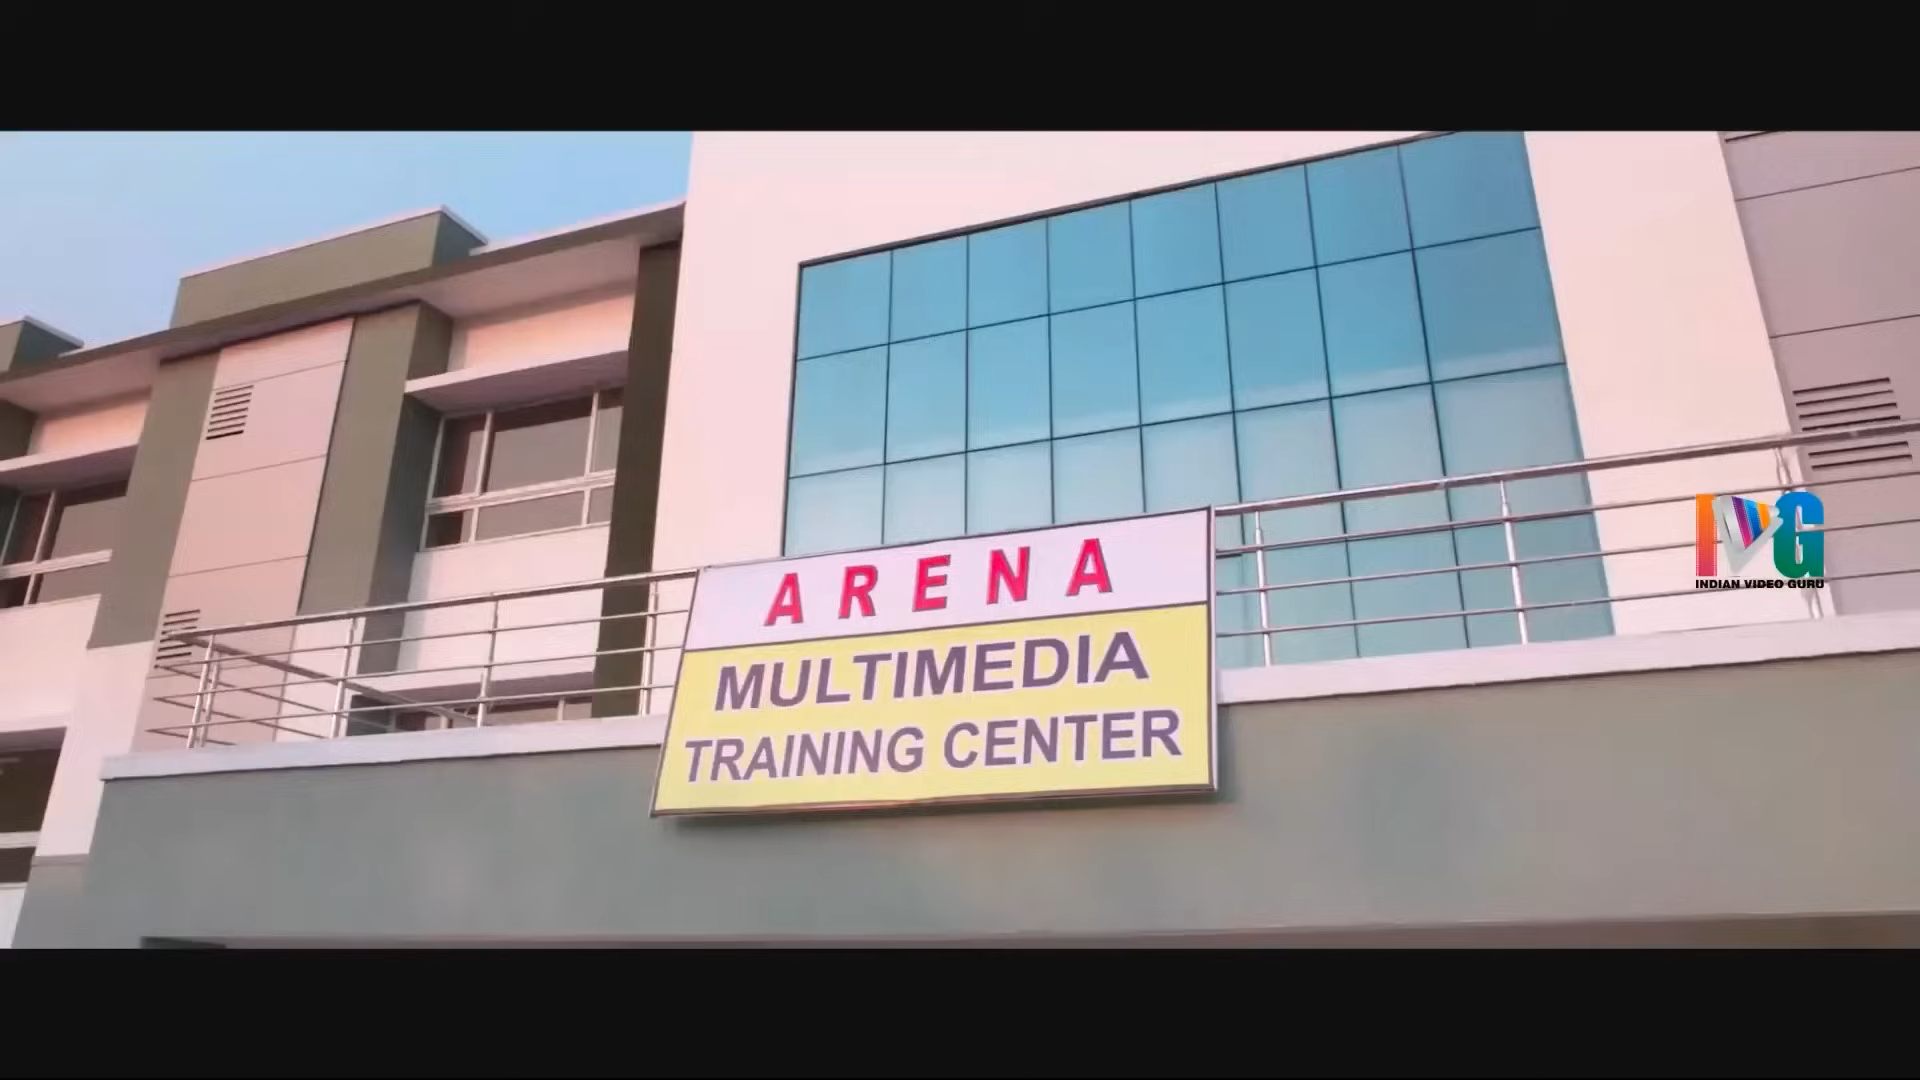 ARENA
MULTIMEDIA
TRAINING CENTER
IVG
INDIAN VIDEO GURU